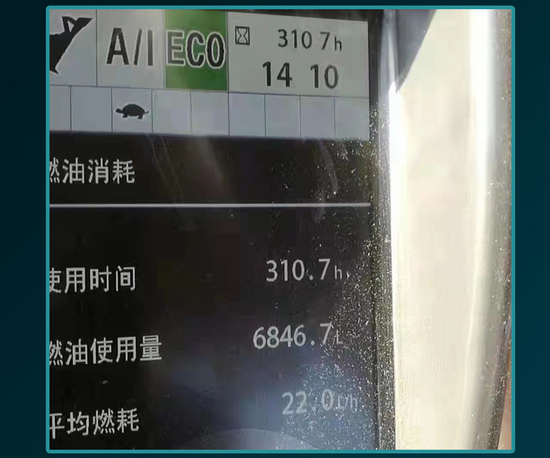 A/I ECO 310 7h
14 10
燃油消耗
使用时间 310.7h
燃油使用量 6846.7L
平均燃耗 22.0L/h